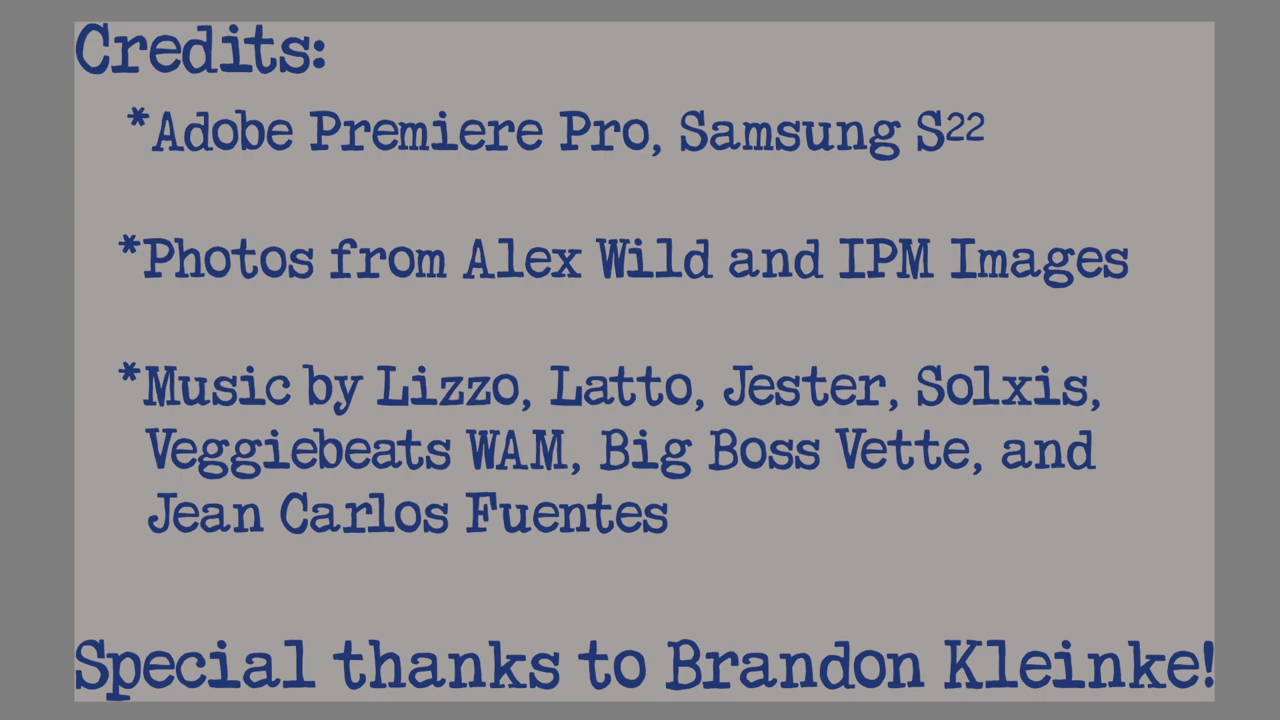 Credits:
*Adobe Premiere Pro, Samsung S22
*Photos from Alex Wild and IPM Images
*Music by Lizzo, Latto, Jester, Solxis,
Veggiebeats WAM, Big Boss Vette, and
Jean Carlos Fuentes
Special thanks to Brandon Kleinke!